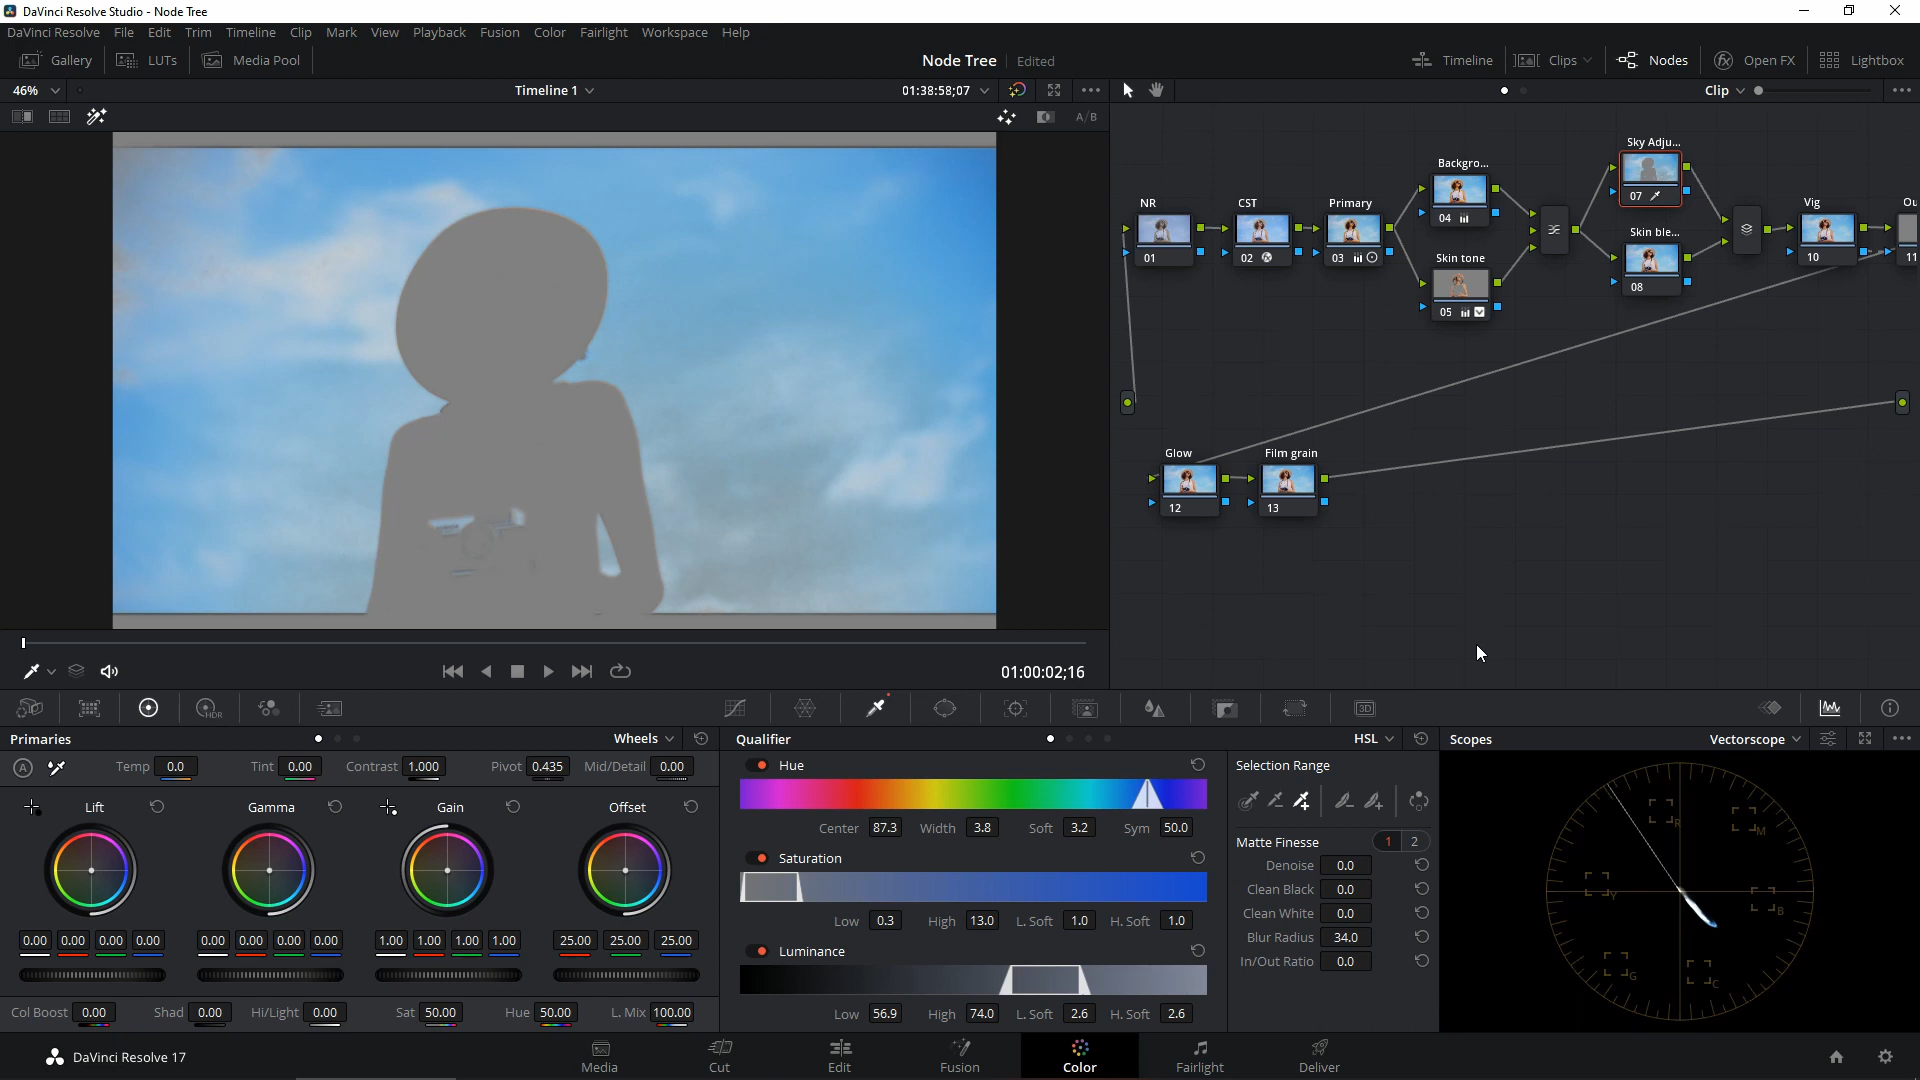 DaVinci Resolve Studio - Node Tree
DaVinci Resolve File Edit Trim Timeline Clip Mark View Playback Fusion Color Fairlight Workspace Help
Gallery LUTs Media Pool Node Tree Edited Timeline Clips Nodes Open FX Lightbox
46% Timeline 1 01:38:58;07 Clip
A/B
Sky Adju...
07
Backgro...
04
NR
01
CST
02
Primary
03
Skin tone
05
Skin ble...
08
Vig
10
Ou
11
Glow
12
Film grain
13
01:00:02;16
HDR
3D
Primaries Wheels
A Temp 0.0 Tint 0.00 Contrast 1.000 Pivot 0.435 Mid/Detail 0.00
Lift Gamma Gain Offset
0.00 0.00 0.00 0.00 0.00 0.00 0.00 0.00 1.00 1.00 1.00 1.00 25.00 25.00 25.00
Col Boost 0.00 Shad 0.00 Hi/Light 0.00 Sat 50.00 Hue 50.00 L. Mix 100.00
Qualifier HSL
Hue
Center 87.3 Width 3.8 Soft 3.2 Sym 50.0
Saturation
Low 0.3 High 13.0 L. Soft 1.0 H. Soft 1.0
Luminance
Low 56.9 High 74.0 L. Soft 2.6 H. Soft 2.6
Selection Range
Matte Finesse 1 2
Denoise 0.0
Clean Black 0.0
Clean White 0.0
Blur Radius 34.0
In/Out Ratio 0.0
Scopes Vectorscope
R
M
Y
B
G
C
DaVinci Resolve 17
Media Cut Edit Fusion Color Fairlight Deliver